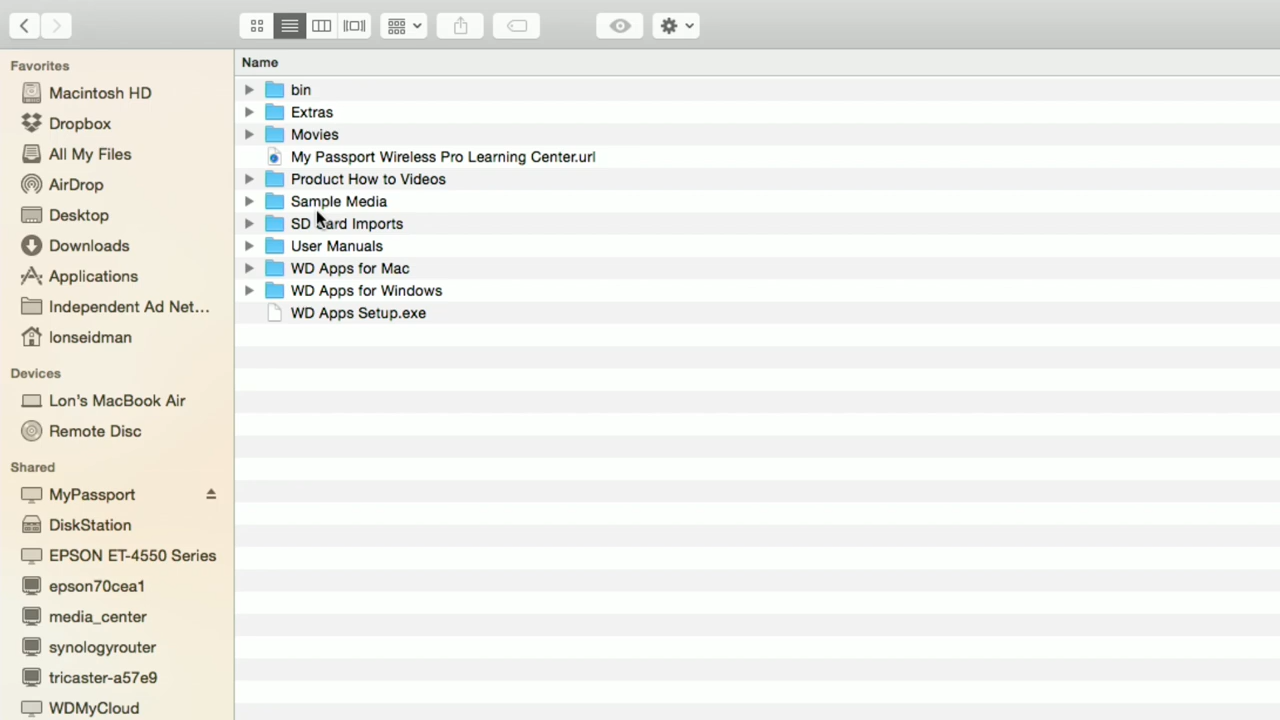 Name
Favorites
Macintosh HD
Dropbox
All My Files
AirDrop
Desktop
Downloads
Applications
Independent Ad Net...
lonseidman
Devices
Lon's MacBook Air
Remote Disc
Shared
MyPassport
DiskStation
EPSON ET-4550 Series
epson70cea1
media_center
synologyrouter
tricaster-a57e9
WDMyCloud
bin
Extras
Movies
My Passport Wireless Pro Learning Center.url
Product How to Videos
Sample Media
SD Card Imports
User Manuals
WD Apps for Mac
WD Apps for Windows
WD Apps Setup.exe